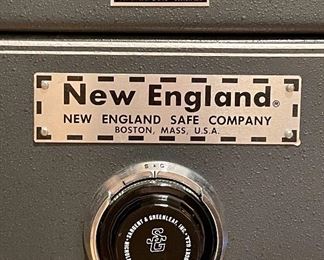 New England®
NEW ENGLAND SAFE COMPANY
BOSTON, MASS, U.S.A.
S & G
SARGENT & GREENLEAF, INC.
S&G